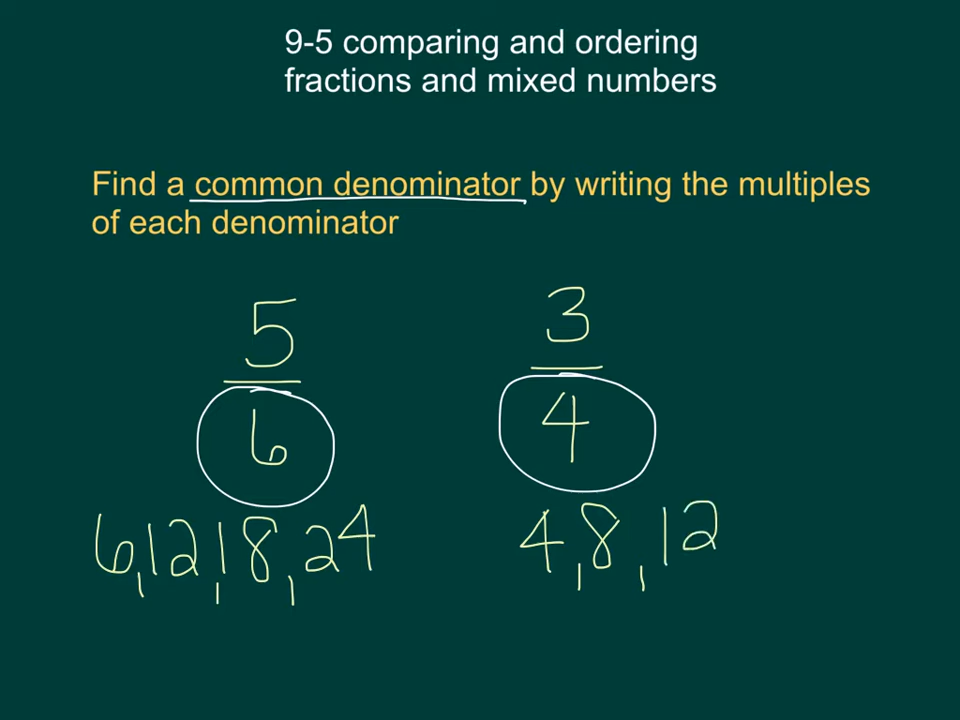 9-5 comparing and ordering
fractions and mixed numbers
Find a common denominator by writing the multiples
of each denominator
5 3
6 4
6,12,18,24 4,8,12